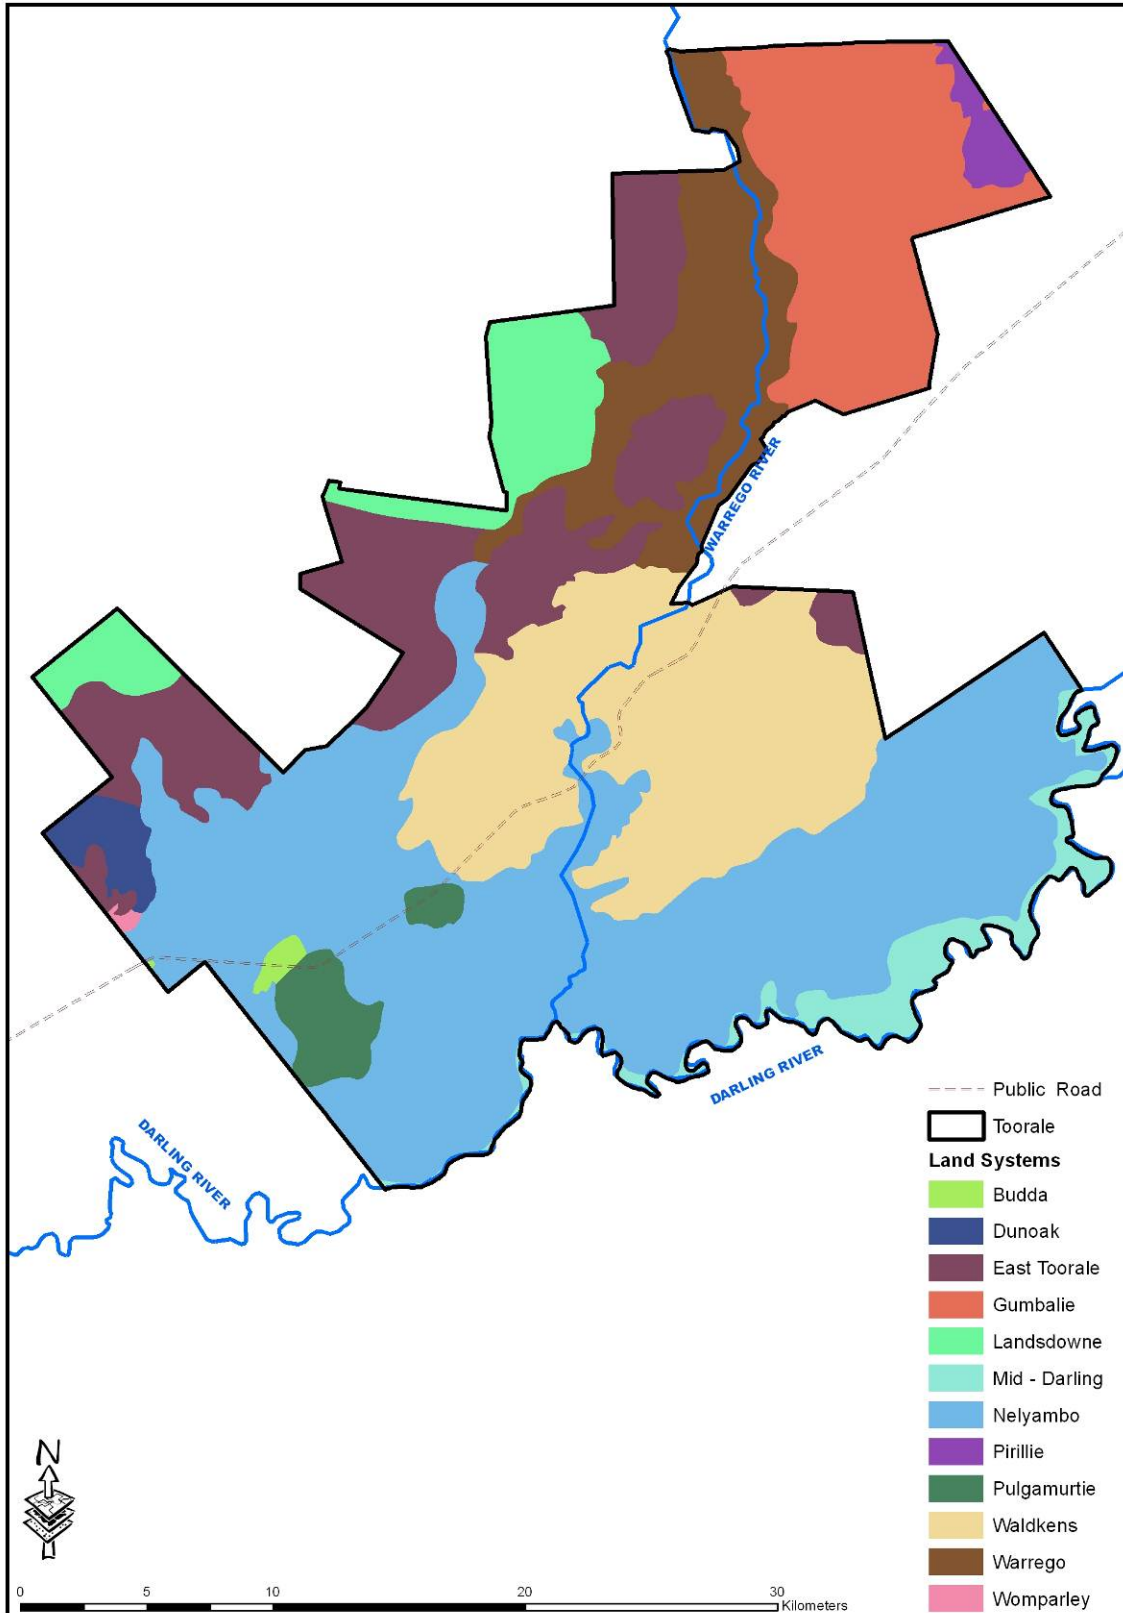 WARREGO RIVER
DARLING RIVER
DARLING RIVER
Public Road
Toorale
Land Systems
Budda
Dunoak
East Toorale
Gumbalie
Landsdowne
Mid - Darling
Nelyambo
Pirillie
Pulgamurtie
Waldkens
Warrego
Womparley
N
0 5 10 20 30
Kilometers